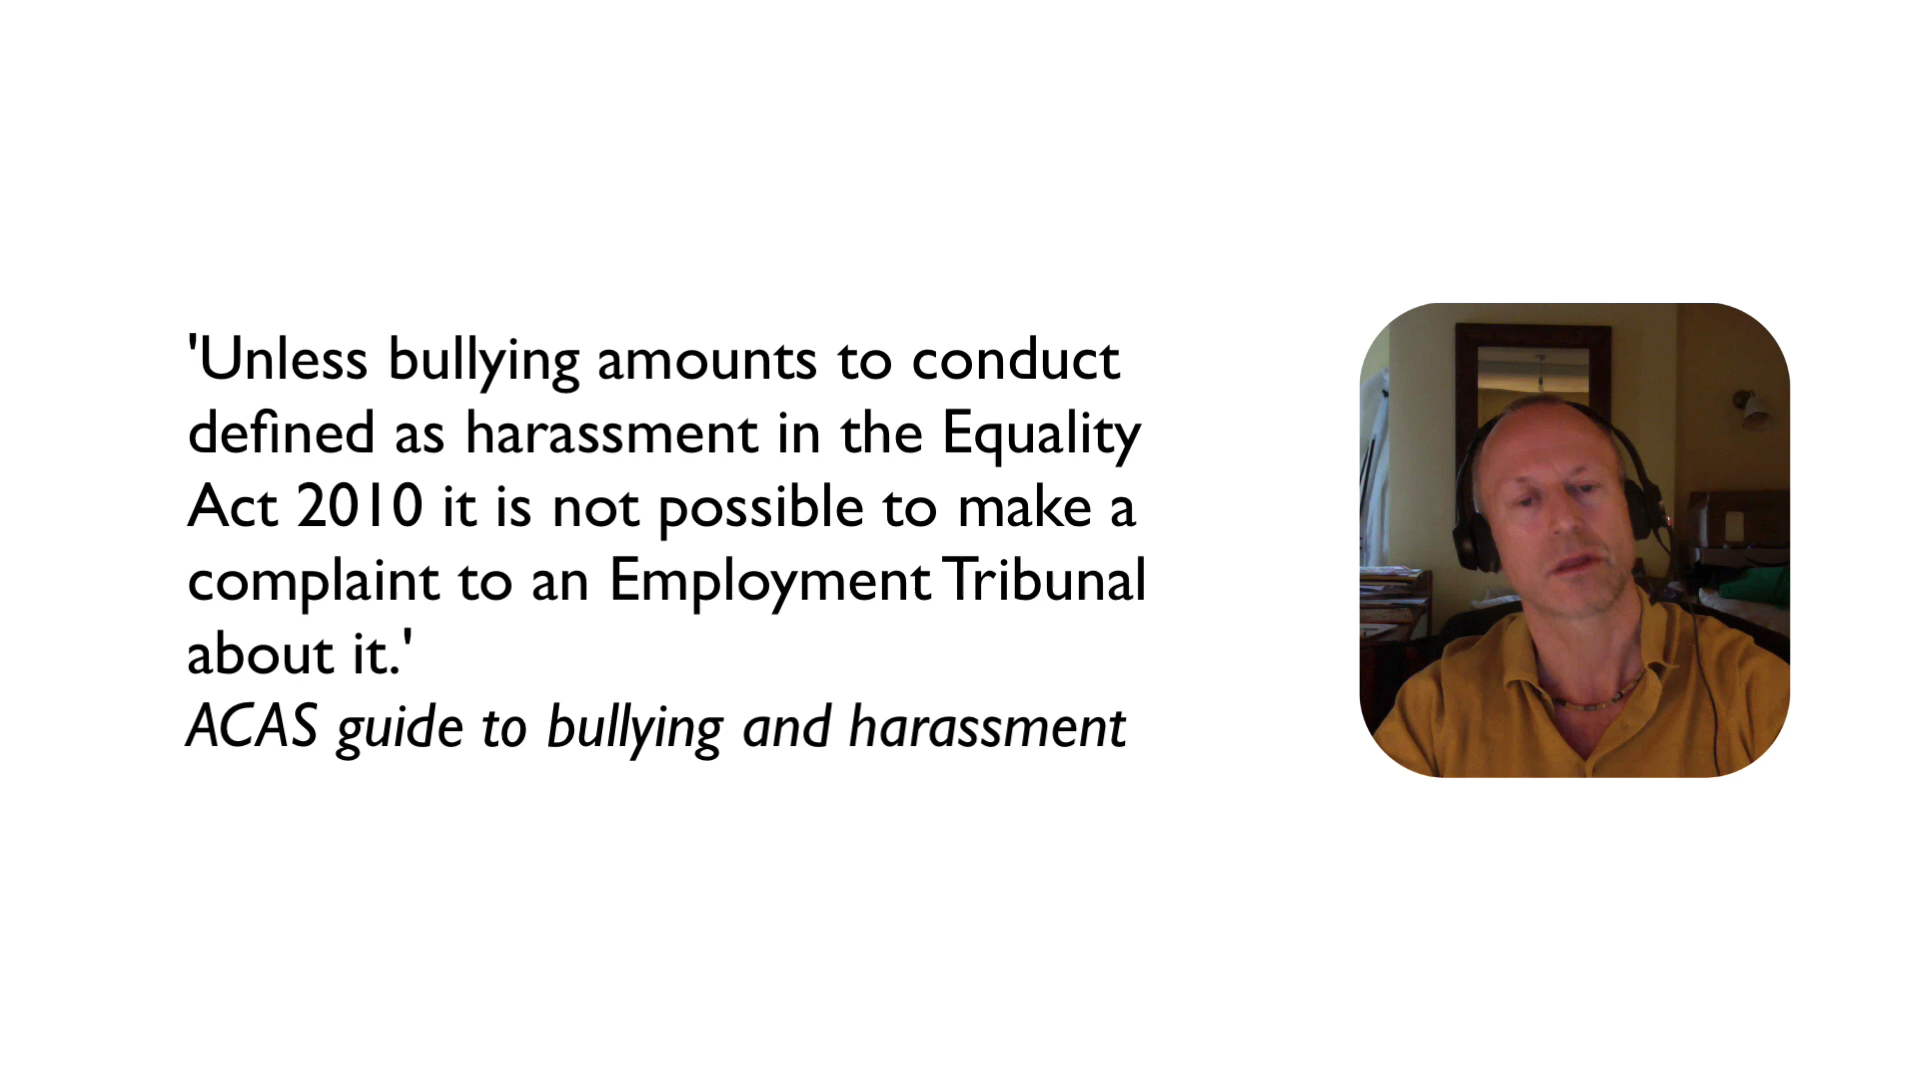 'Unless bullying amounts to conduct
defined as harassment in the Equality
Act 2010 it is not possible to make a
complaint to an Employment Tribunal
about it.'
ACAS guide to bullying and harassment